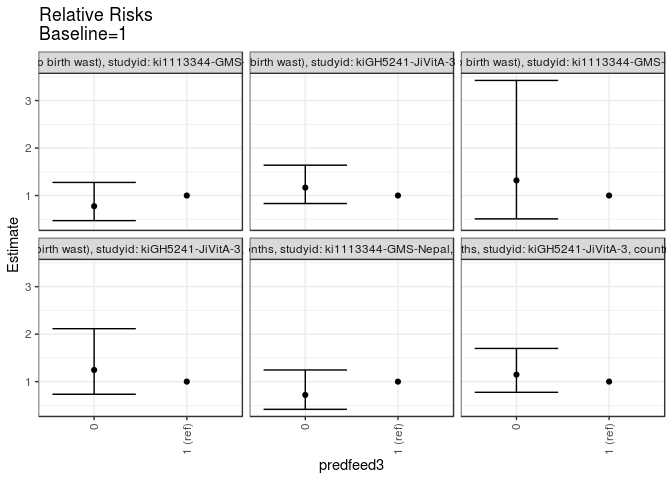 Relative Risks
Baseline=1
birth wast), studyid: ki1113344-GMS-
birth wast), studyid: kiGH5241-JiVitA-3
birth wast), studyid: ki1113344-GMS-
3
2
1
Estimate
birth wast), studyid: kiGH5241-JiVitA-3,
nths, studyid: ki1113344-GMS-Nepal,
ths, studyid: kiGH5241-JiVitA-3, count
3
2
1
0
1 (ref)
0
1 (ref)
0
1 (ref)
predfeed3